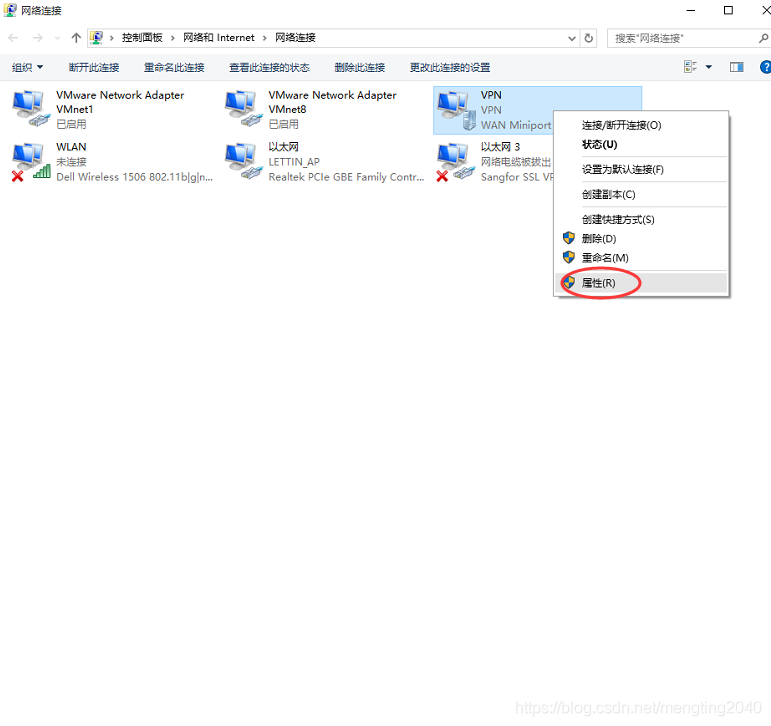 网络连接
控制面板 › 网络和 Internet › 网络连接
搜索"网络连接"
组织 断开此连接 重命名此连接 查看此连接的状态 删除此连接 更改此连接的设置
VMware Network Adapter
VMnet1
已启用
VMware Network Adapter
VMnet8
已启用
VPN
VPN
WAN Miniport
WLAN
未连接
Dell Wireless 1506 802.11b|g|n...
以太网
LETTIN_AP
Realtek PCIe GBE Family Contr...
以太网 3
网络电缆被拔出
Sangfor SSL VP
连接/断开连接(O)
状态(U)
设置为默认连接(F)
创建副本(C)
创建快捷方式(S)
删除(D)
重命名(M)
属性(R)
https://blog.csdn.net/mengting2040